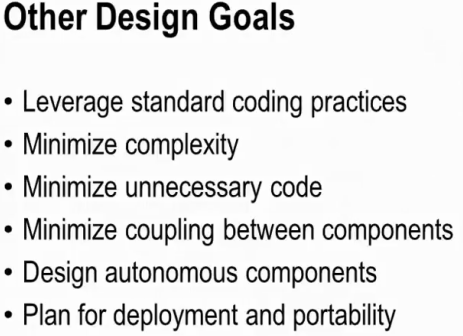 Other Design Goals
• Leverage standard coding practices
• Minimize complexity
• Minimize unnecessary code
• Minimize coupling between components
• Design autonomous components
• Plan for deployment and portability